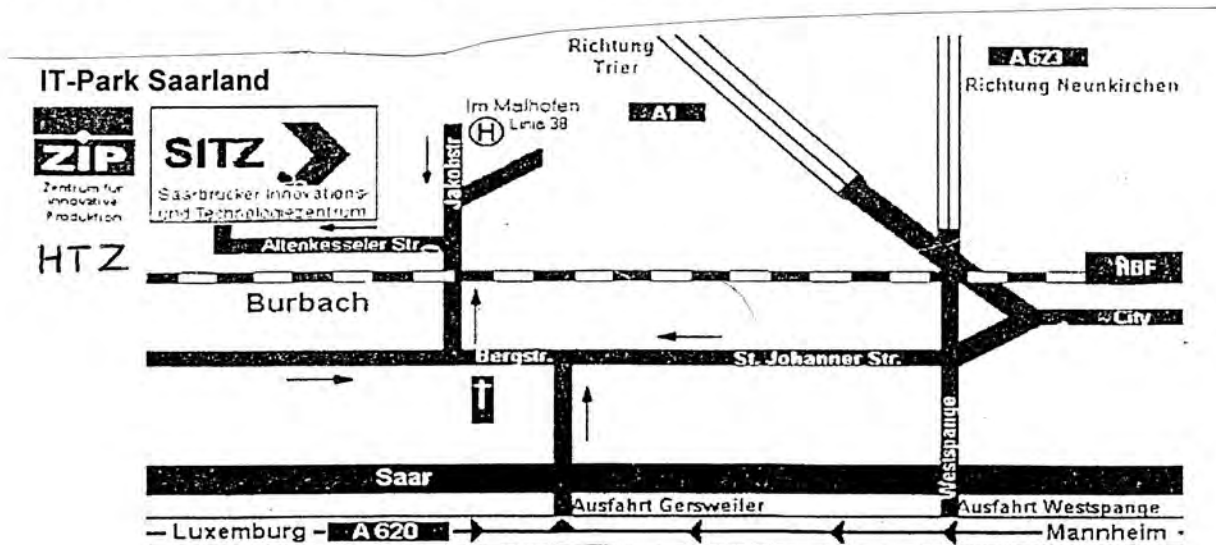 IT-Park Saarland
ZIP
Zentrum für
innovative
Produktion
HTZ
SITZ
Saarbrücker Innovations-
und Technologiezentrum
Im Malhofen
H Linie 38
Jakobstr
Altenkesseler Str.
Burbach
Richtung
Trier
A1
A 623
Richtung Neunkirchen
HBF
City
Bergstr.
St. Johanner Str.
Westspange
Saar
Ausfahrt Gersweiler
Ausfahrt Westspange
Luxemburg A 620 Mannheim